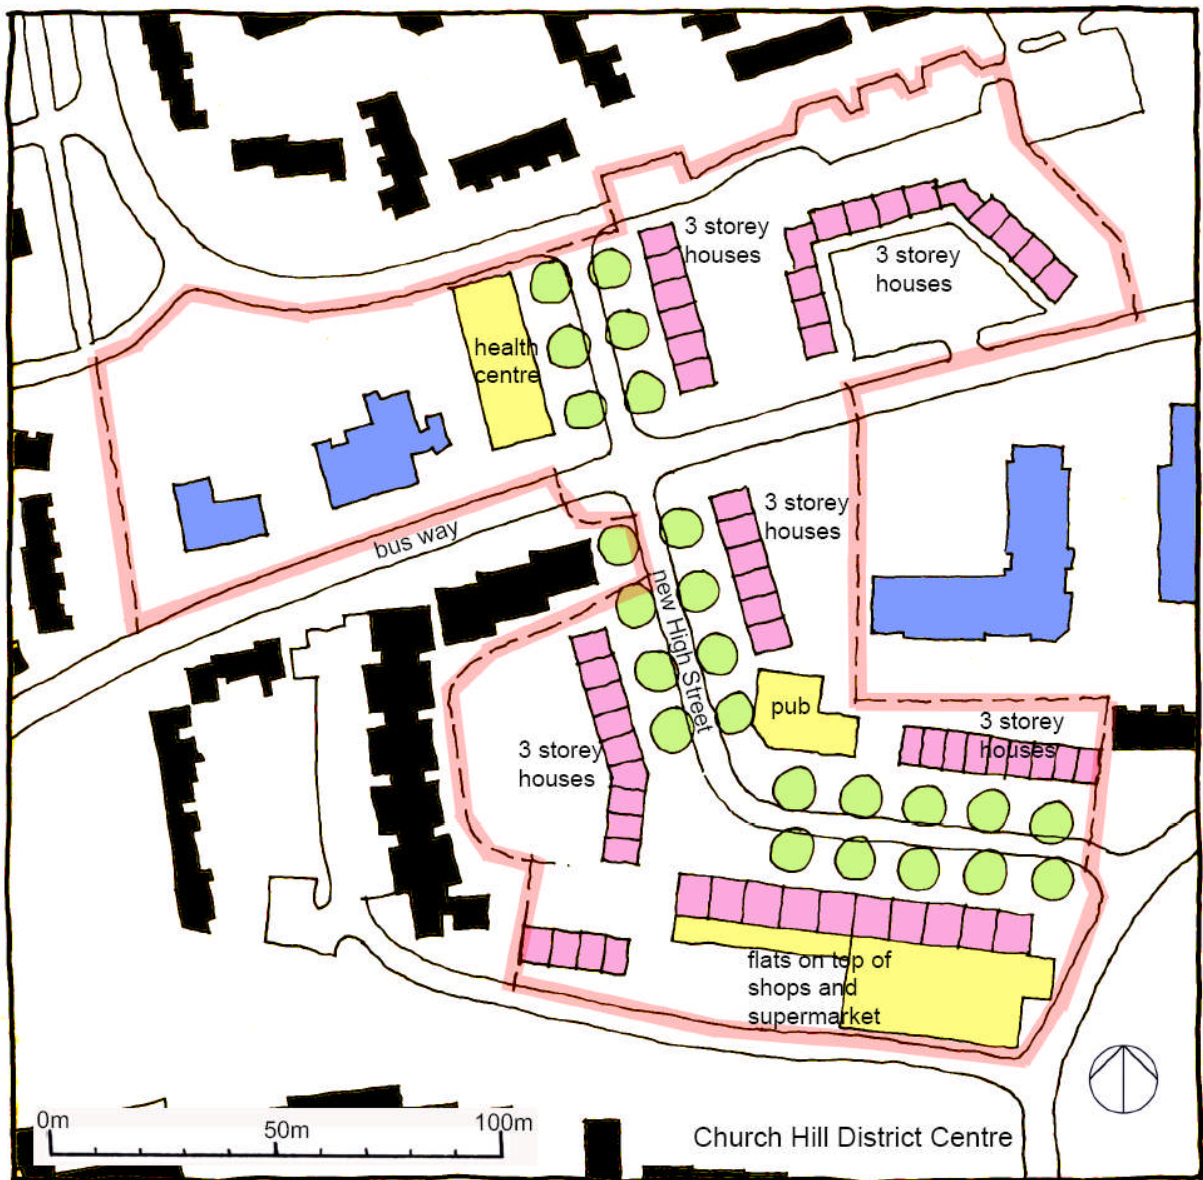 3 storey
houses
3 storey
houses
health
centre
3 storey
houses
bus way
new High Street
pub
3 storey
houses
3 storey
houses
flats on top of
shops and
supermarket
0m
50m
100m
Church Hill District Centre